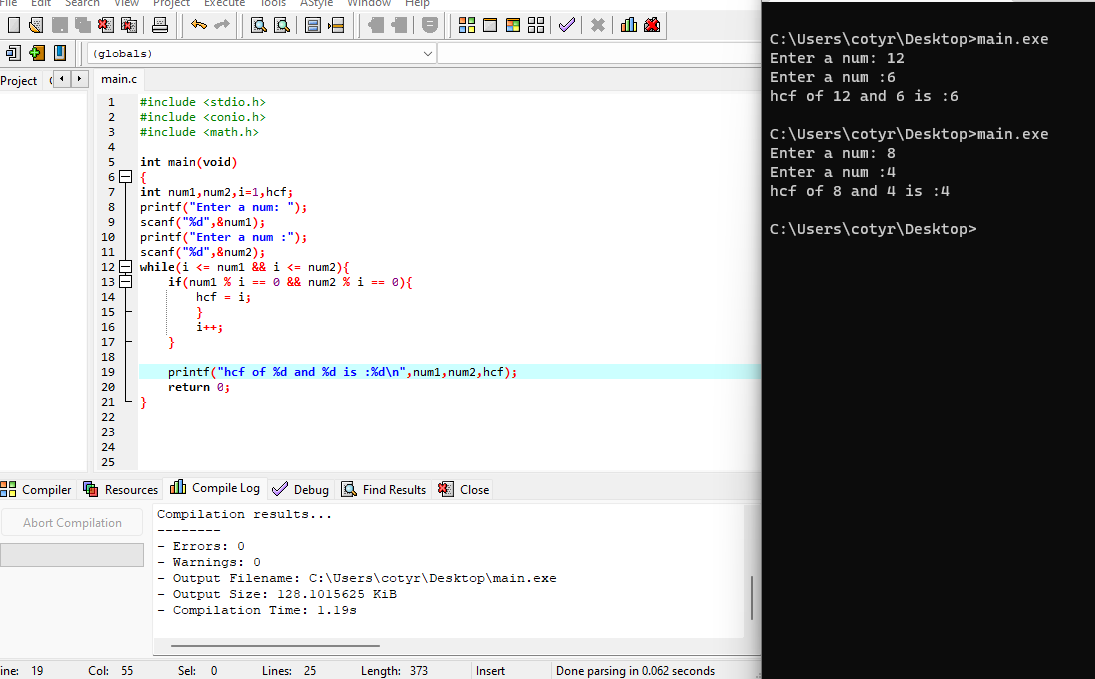 File Edit Search View Project Execute Tools AStyle Window Help
(globals)
Project
main.c
1 #include <stdio.h>
2 #include <conio.h>
3 #include <math.h>
4
5 int main(void)
6 {
7 int num1,num2,i=1,hcf;
8 printf("Enter a num: ");
9 scanf("%d",&num1);
10 printf("Enter a num :");
11 scanf("%d",&num2);
12 while(i <= num1 && i <= num2){
13 if(num1 % i == 0 && num2 % i == 0){
14 hcf = i;
15 }
16 i++;
17 }
18
19 printf("hcf of %d and %d is :%d\n",num1,num2,hcf);
20 return 0;
21 }
22
23
24
25
Compiler Resources Compile Log Debug Find Results Close
Abort Compilation
Compilation results...
--------
- Errors: 0
- Warnings: 0
- Output Filename: C:\Users\cotyr\Desktop\main.exe
- Output Size: 128.1015625 KiB
- Compilation Time: 1.19s
ine: 19 Col: 55 Sel: 0 Lines: 25 Length: 373 Insert Done parsing in 0.062 seconds
C:\Users\cotyr\Desktop>main.exe
Enter a num: 12
Enter a num :6
hcf of 12 and 6 is :6
C:\Users\cotyr\Desktop>main.exe
Enter a num: 8
Enter a num :4
hcf of 8 and 4 is :4
C:\Users\cotyr\Desktop>